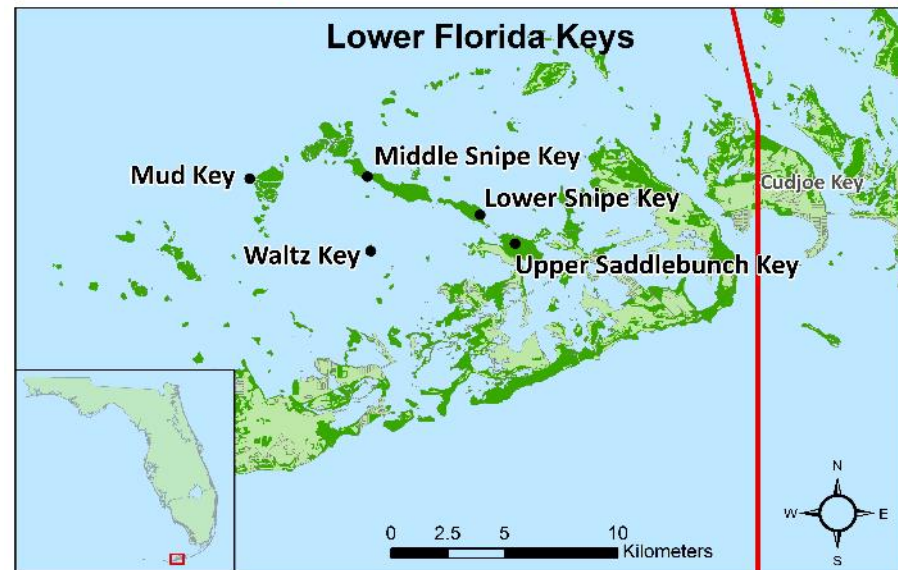 Lower Florida Keys
Mud Key
Middle Snipe Key
Cudjoe Key
Lower Snipe Key
Waltz Key
Upper Saddlebunch Key
N
W
E
S
0 2.5 5 10
Kilometers